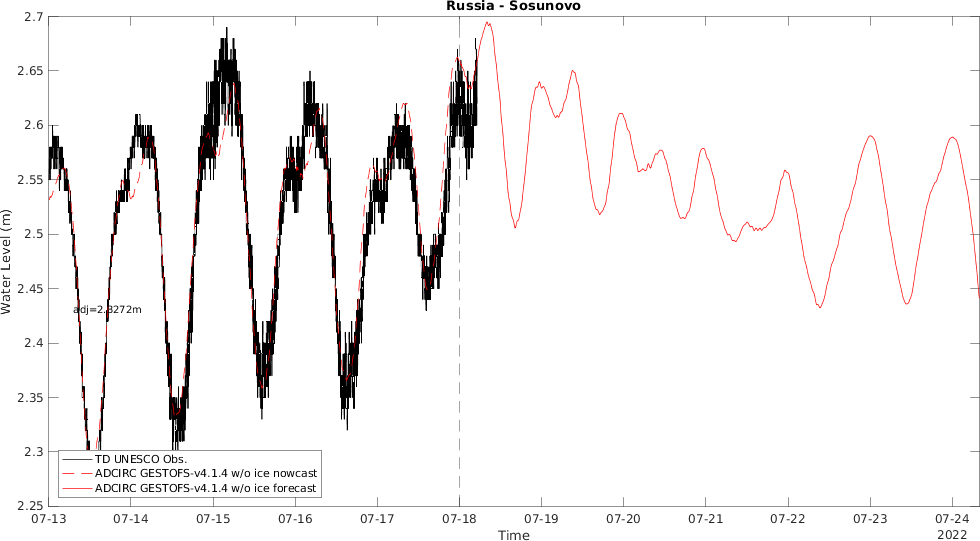 Russia - Sosunovo
2.7
2.65
2.6
2.55
2.5
2.45
2.4
2.35
2.3
2.25
Water Level (m)
adj=2.3272m
TD UNESCO Obs.
ADCIRC GESTOFS-v4.1.4 w/o ice nowcast
ADCIRC GESTOFS-v4.1.4 w/o ice forecast
07-13 07-14 07-15 07-16 07-17 07-18 07-19 07-20 07-21 07-22 07-23 07-24
2022
Time